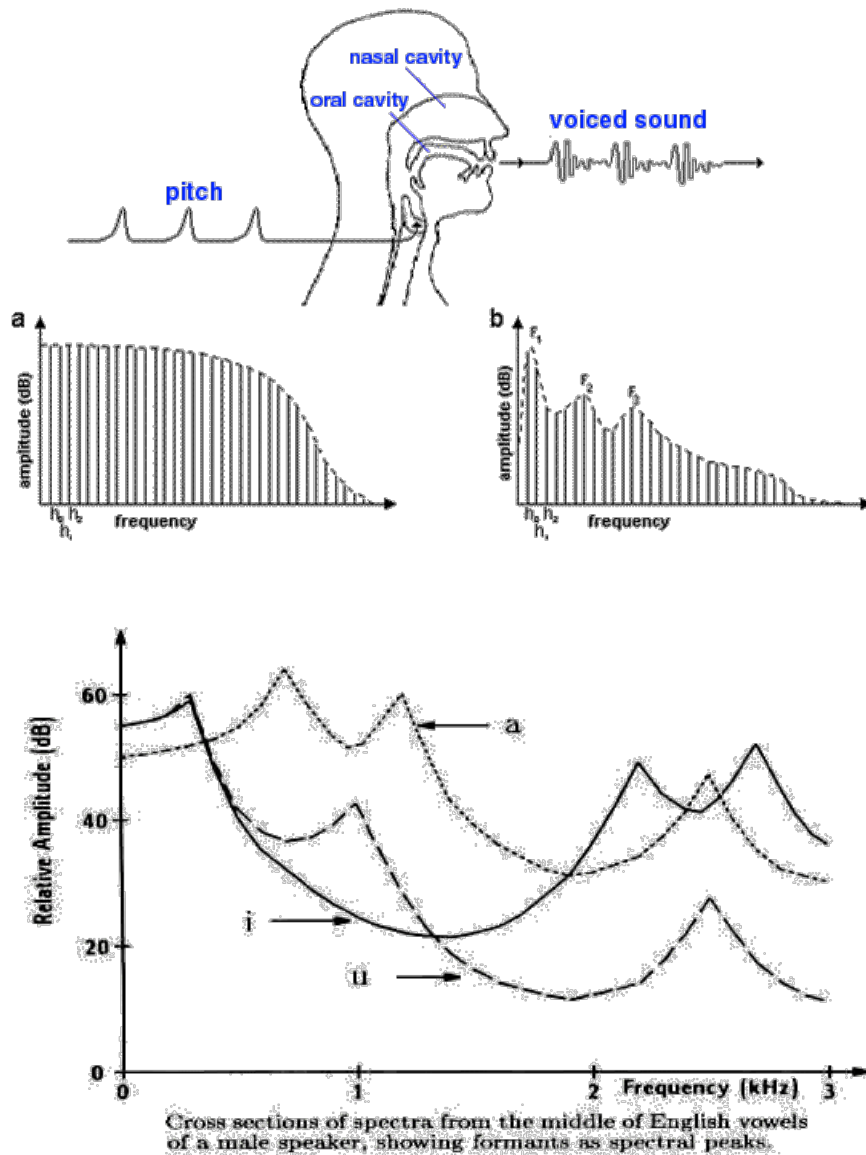 nasal cavity
oral cavity
voiced sound
pitch
a
amplitude (dB)
h₀ h₂
h₁
frequency
b
F₁
F₂
F₃
amplitude (dB)
h₀ h₂
h₁
frequency
Relative Amplitude (dB)
60
40
20
0
a
i
u
0
1
2
Frequency (kHz)
3
Cross sections of spectra from the middle of English vowels
of a male speaker, showing formants as spectral peaks.